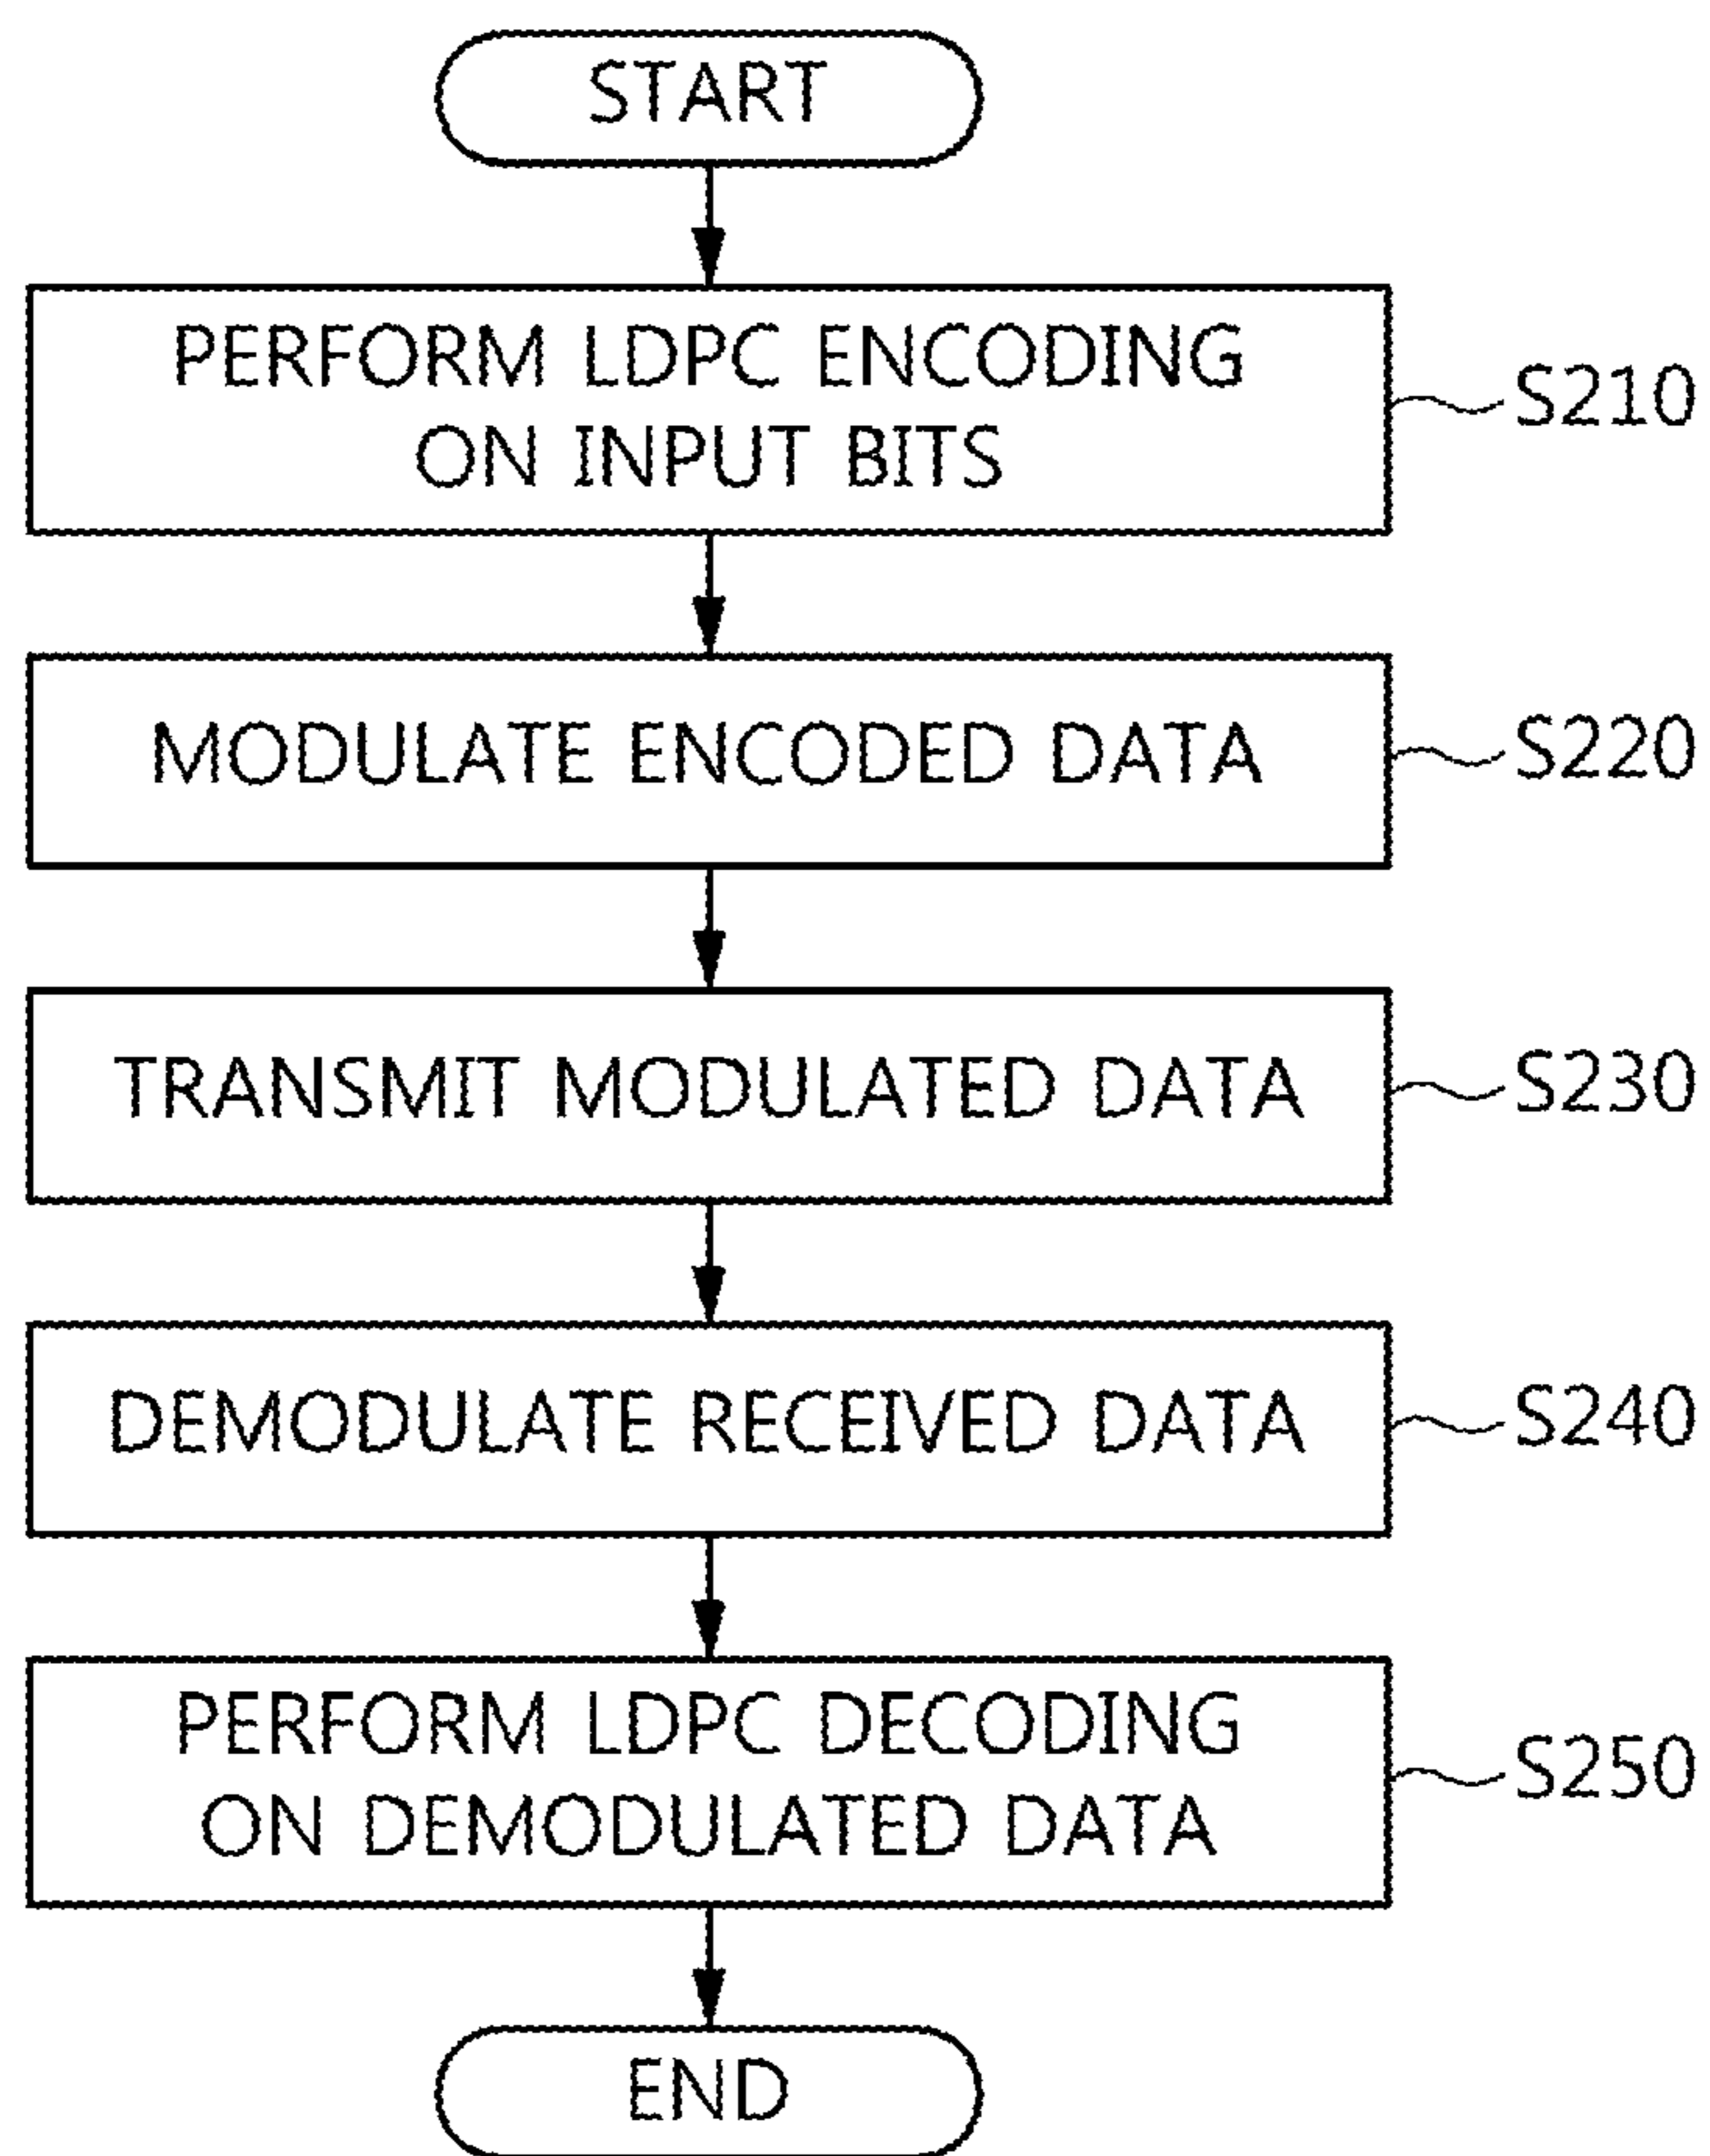 START
PERFORM LDPC ENCODING
ON INPUT BITS
S210
MODULATE ENCODED DATA
S220
TRANSMIT MODULATED DATA
S230
DEMODULATE RECEIVED DATA
S240
PERFORM LDPC DECODING
ON DEMODULATED DATA
S250
END